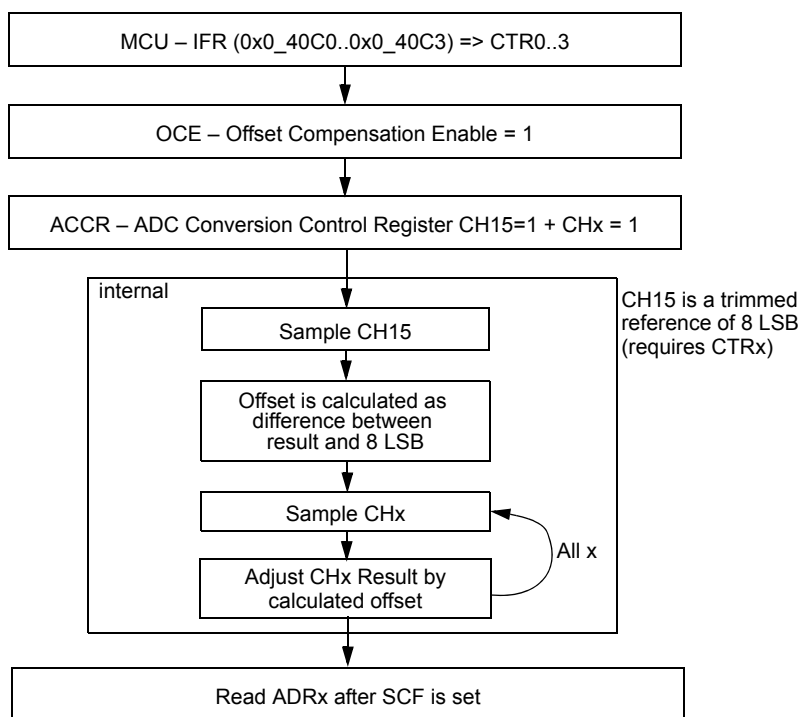 MCU – IFR (0x0_40C0..0x0_40C3) => CTR0..3
OCE – Offset Compensation Enable = 1
ACCR – ADC Conversion Control Register CH15=1 + CHx = 1
internal
CH15 is a trimmed
reference of 8 LSB
(requires CTRx)
Sample CH15
Offset is calculated as
difference between
result and 8 LSB
Sample CHx
All x
Adjust CHx Result by
calculated offset
Read ADRx after SCF is set